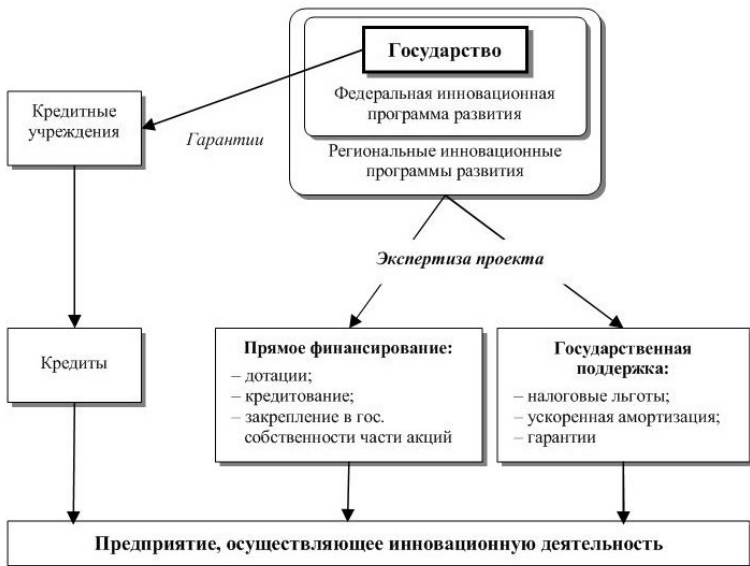 Государство
Федеральная инновационная
программа развития
Региональные инновационные
программы развития
Кредитные
учреждения
Гарантии
Экспертиза проекта
Кредиты
Прямое финансирование:
– дотации;
– кредитование;
– закрепление в гос.
собственности части акций
Государственная
поддержка:
– налоговые льготы;
– ускоренная амортизация;
– гарантии
Предприятие, осуществляющее инновационную деятельность